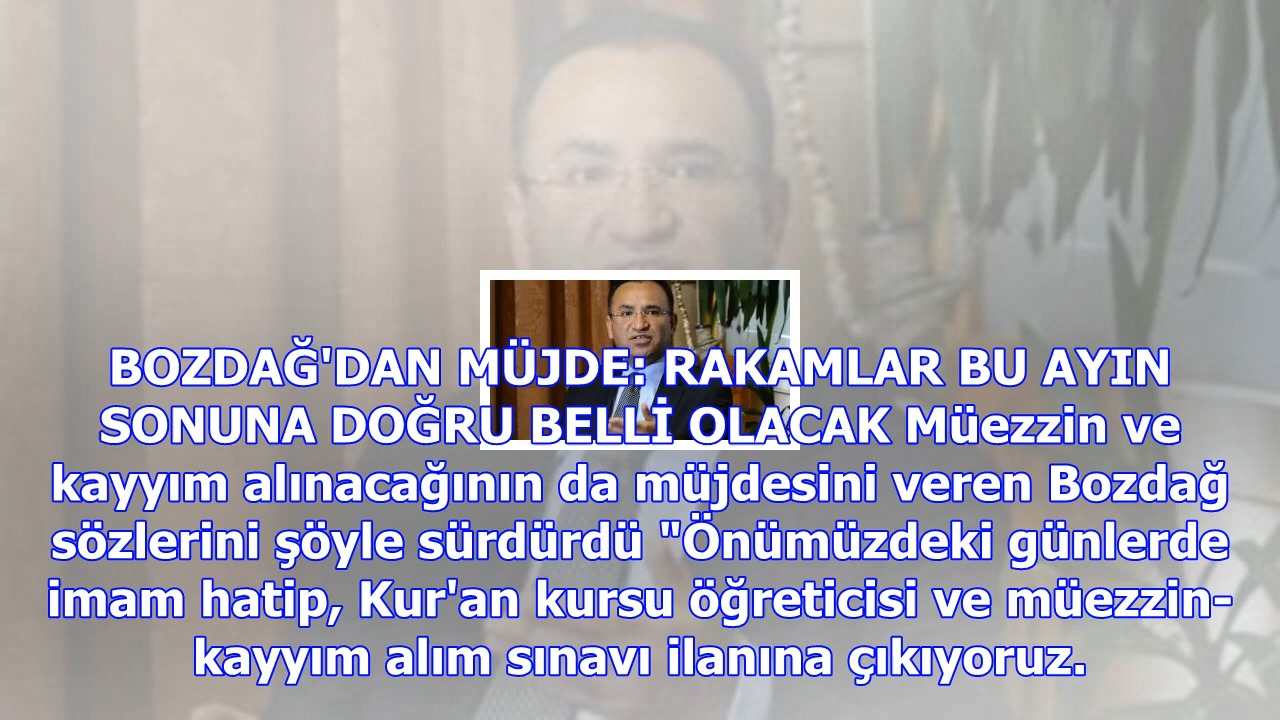 BOZDAĞ'DAN MÜJDE: RAKAMLAR BU AYIN
SONUNA DOĞRU BELLİ OLACAK Müezzin ve
kayyım alınacağının da müjdesini veren Bozdağ
sözlerini şöyle sürdürdü "Önümüzdeki günlerde
imam hatip, Kur'an kursu öğreticisi ve müezzin-
kayyım alım sınavı ilanına çıkıyoruz.